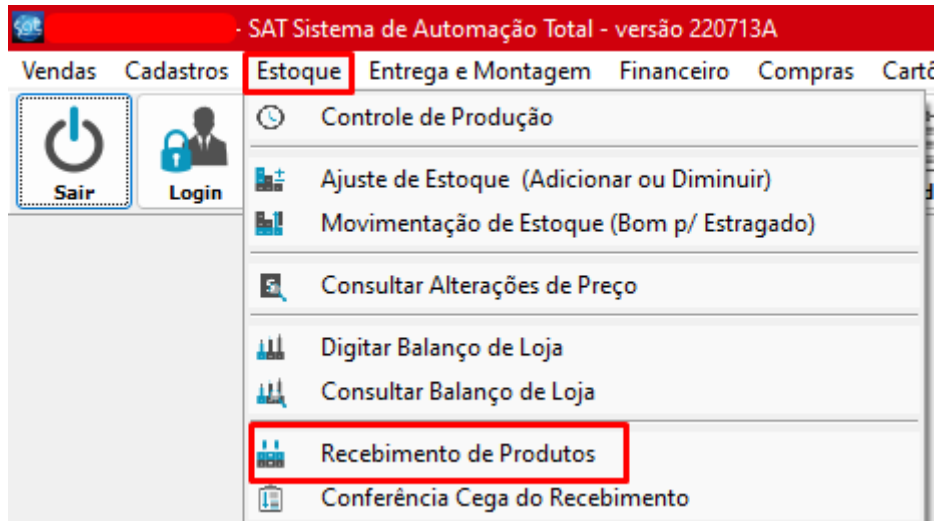 sat - SAT Sistema de Automação Total - versão 220713A
Vendas Cadastros Estoque Entrega e Montagem Financeiro Compras
Controle de Produção
Sair Login
Ajuste de Estoque (Adicionar ou Diminuir)
Movimentação de Estoque (Bom p/ Estragado)
Consultar Alterações de Preço
Digitar Balanço de Loja
Consultar Balanço de Loja
Recebimento de Produtos
Conferência Cega do Recebimento